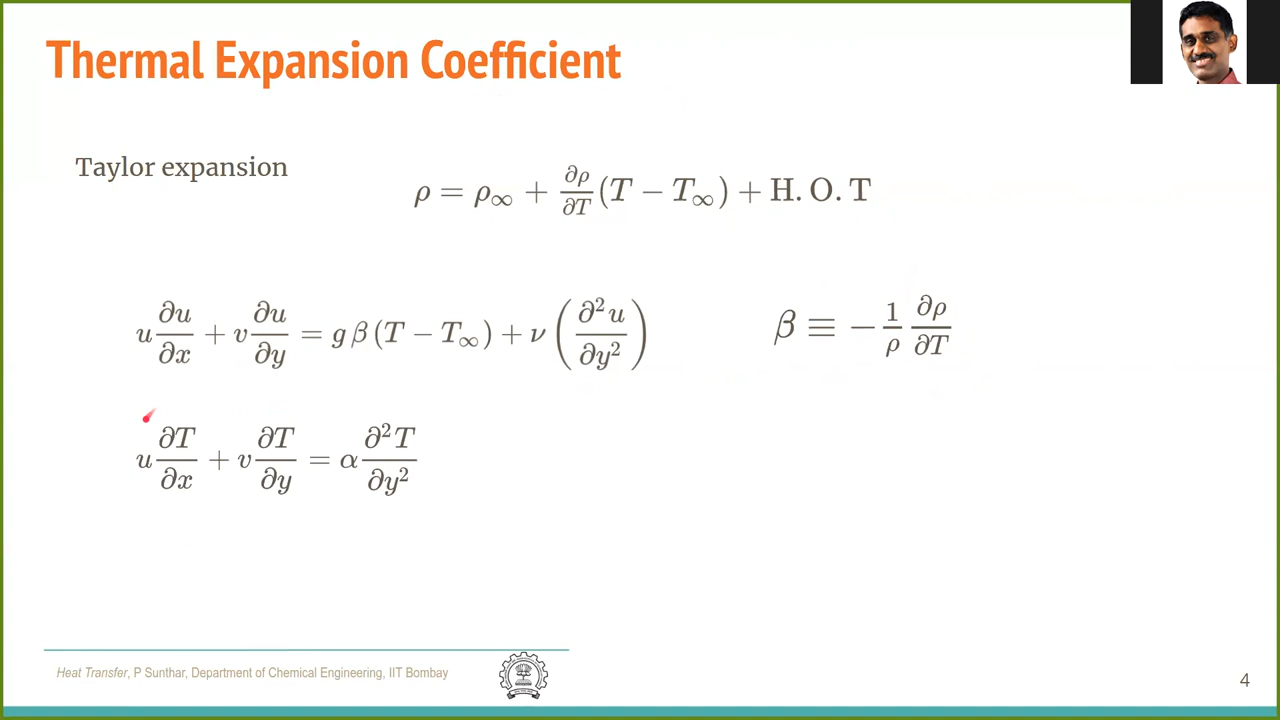 Thermal Expansion Coefficient
Taylor expansion
ρ = ρ∞ + ∂ρ/∂T (T − T∞) + H. O. T
u ∂u/∂x + v ∂u/∂y = g β (T − T∞) + ν (∂²u/∂y²)
β ≡ − 1/ρ ∂ρ/∂T
u ∂T/∂x + v ∂T/∂y = α ∂²T/∂y²
Heat Transfer, P Sunthar, Department of Chemical Engineering, IIT Bombay
4